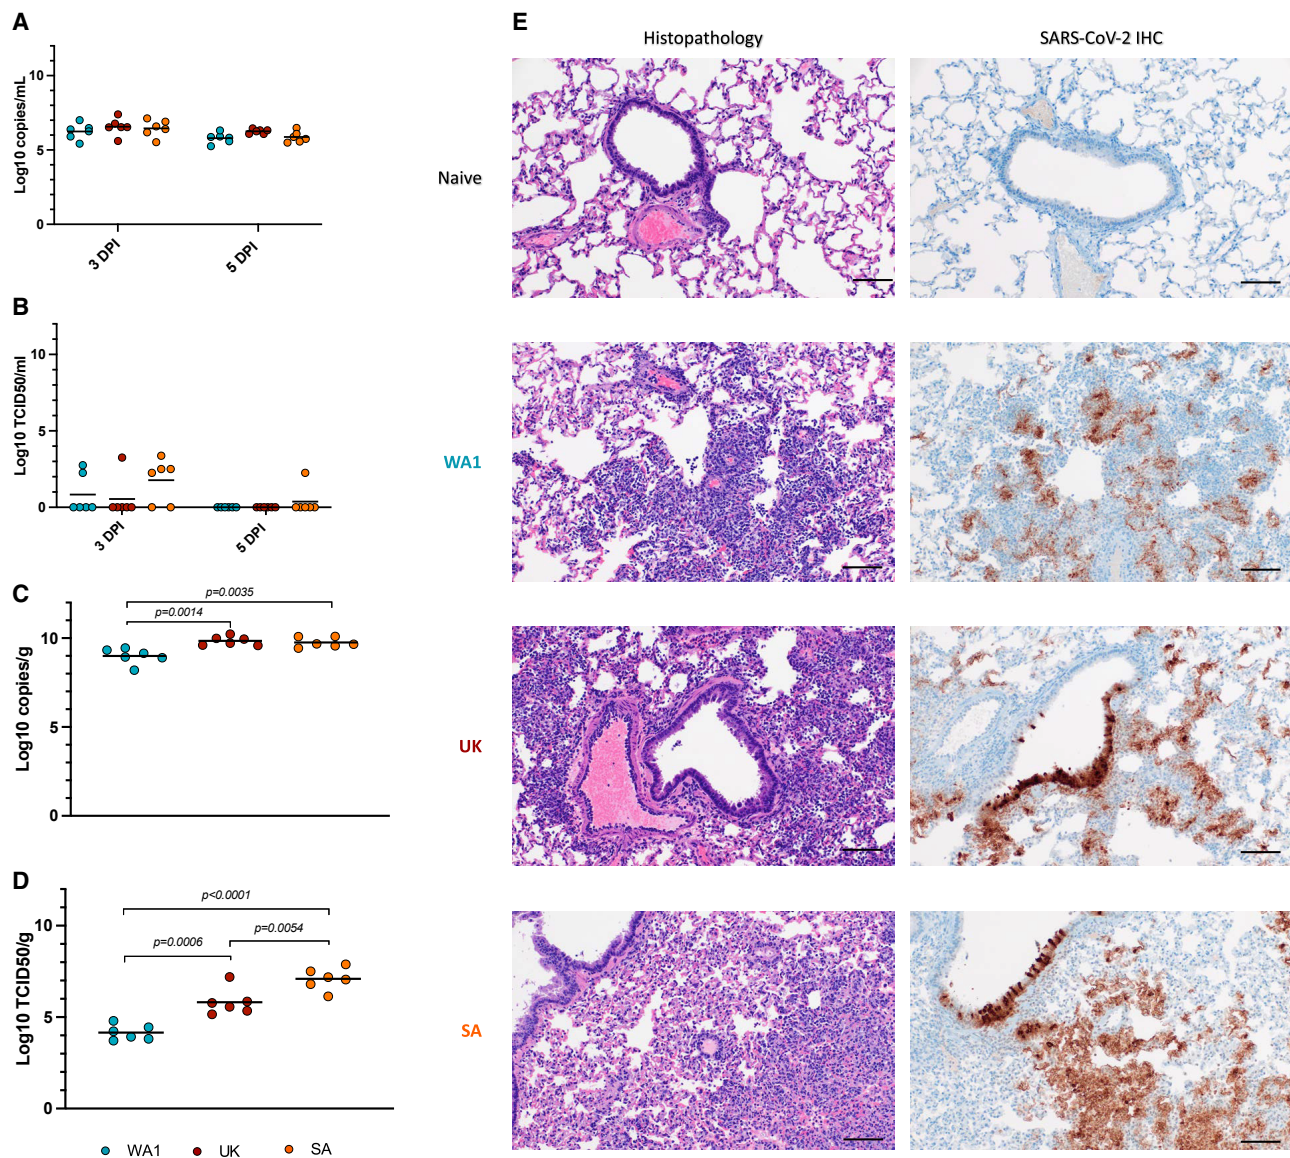 A
Log10 copies/mL
10
5
0
3 DPI
5 DPI
B
Log10 TCID50/ml
10
5
0
3 DPI
5 DPI
C
p=0.0035
p=0.0014
Log10 copies/g
10
5
0
D
p<0.0001
p=0.0006
p=0.0054
Log10 TCID50/g
10
5
0
WA1
UK
SA
E
Histopathology
SARS-CoV-2 IHC
Naive
WA1
UK
SA